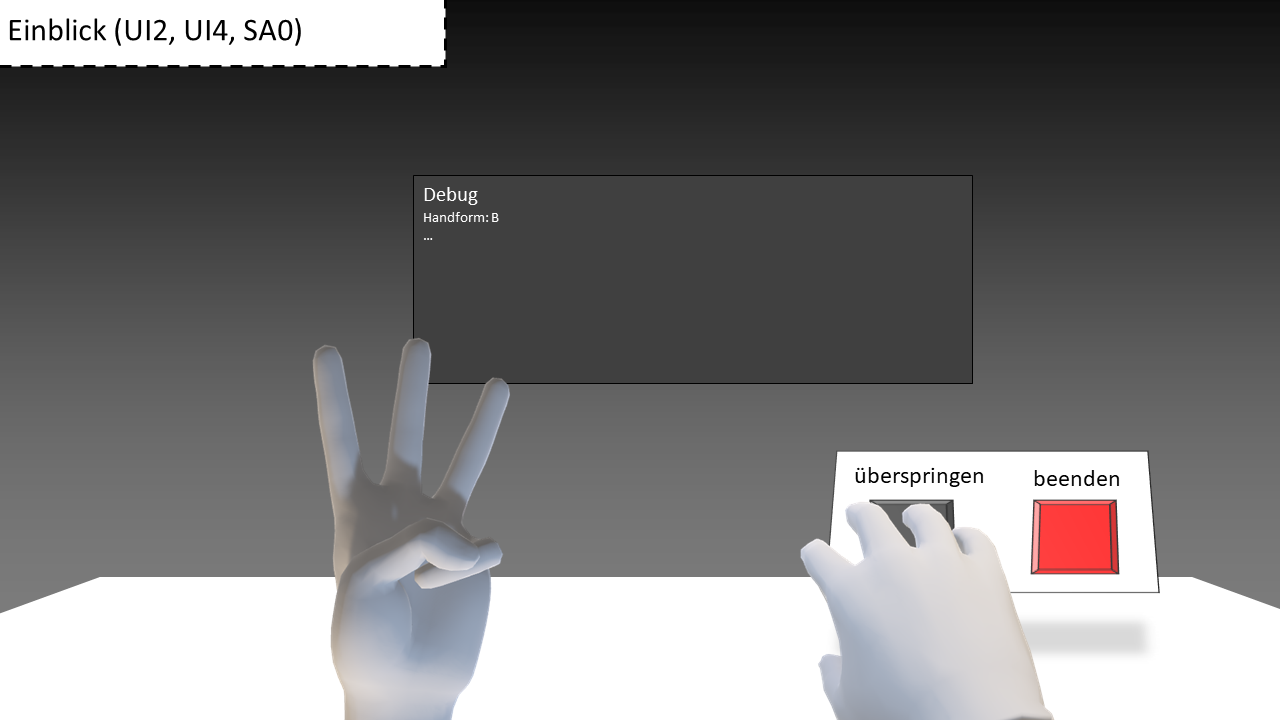 Einblick (UI2, UI4, SA0)
Debug
Handform: B
...
überspringen
beenden